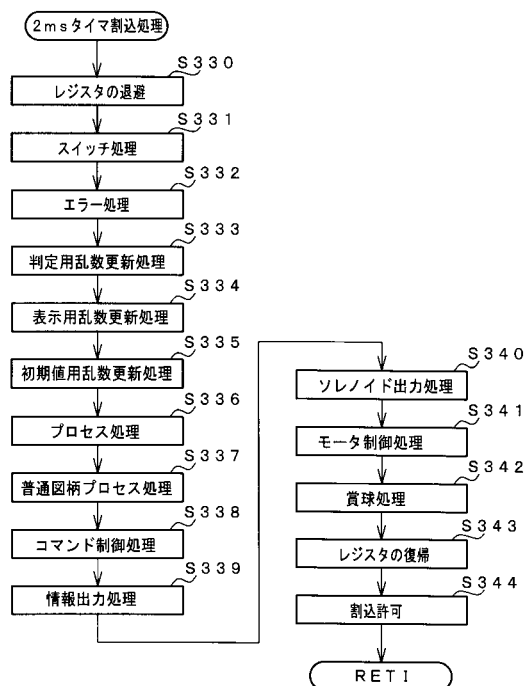 2msタイマ割込処理
S330
レジスタの退避
S331
スイッチ処理
S332
エラー処理
S333
判定用乱数更新処理
S334
表示用乱数更新処理
S335
初期値用乱数更新処理
S336
プロセス処理
S337
普通図柄プロセス処理
S338
コマンド制御処理
S339
情報出力処理
S340
ソレノイド出力処理
S341
モータ制御処理
S342
賞球処理
S343
レジスタの復帰
S344
割込許可
RETI